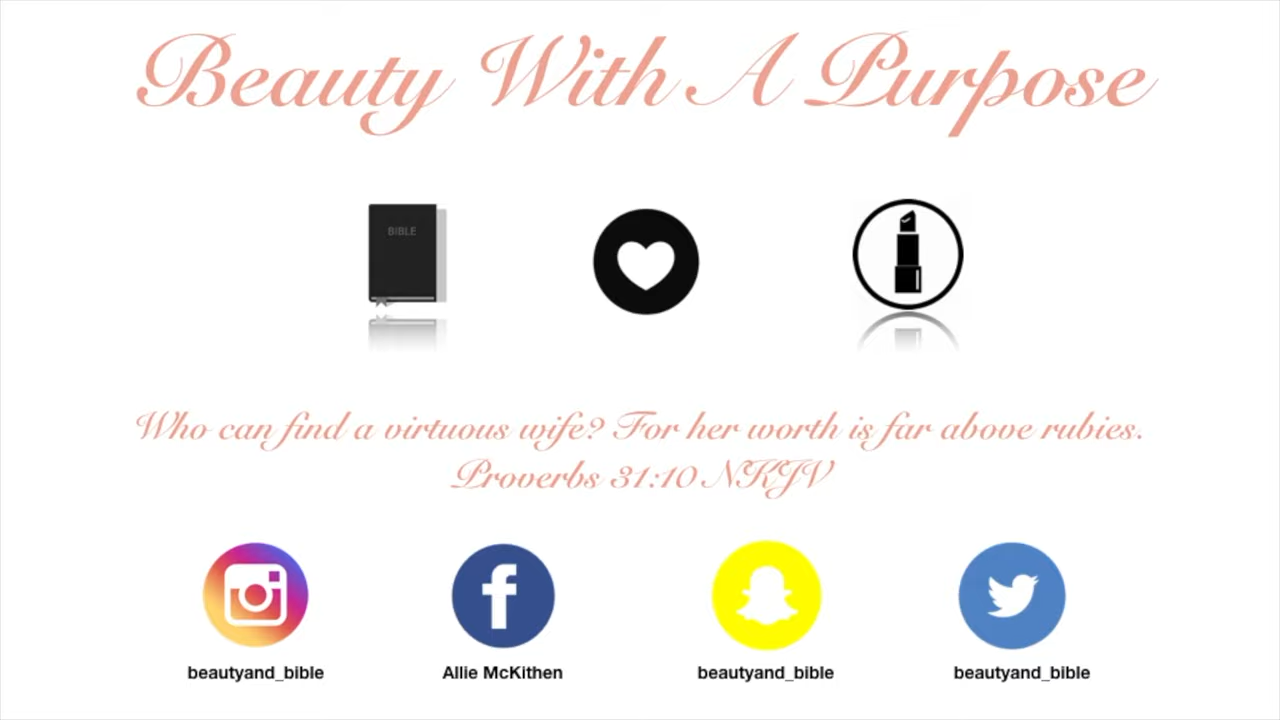 Beauty With A Purpose
BIBLE
Who can find a virtuous wife? For her worth is far above rubies.
Proverbs 31:10 NKJV
beautyand_bible
Allie McKithen
beautyand_bible
beautyand_bible